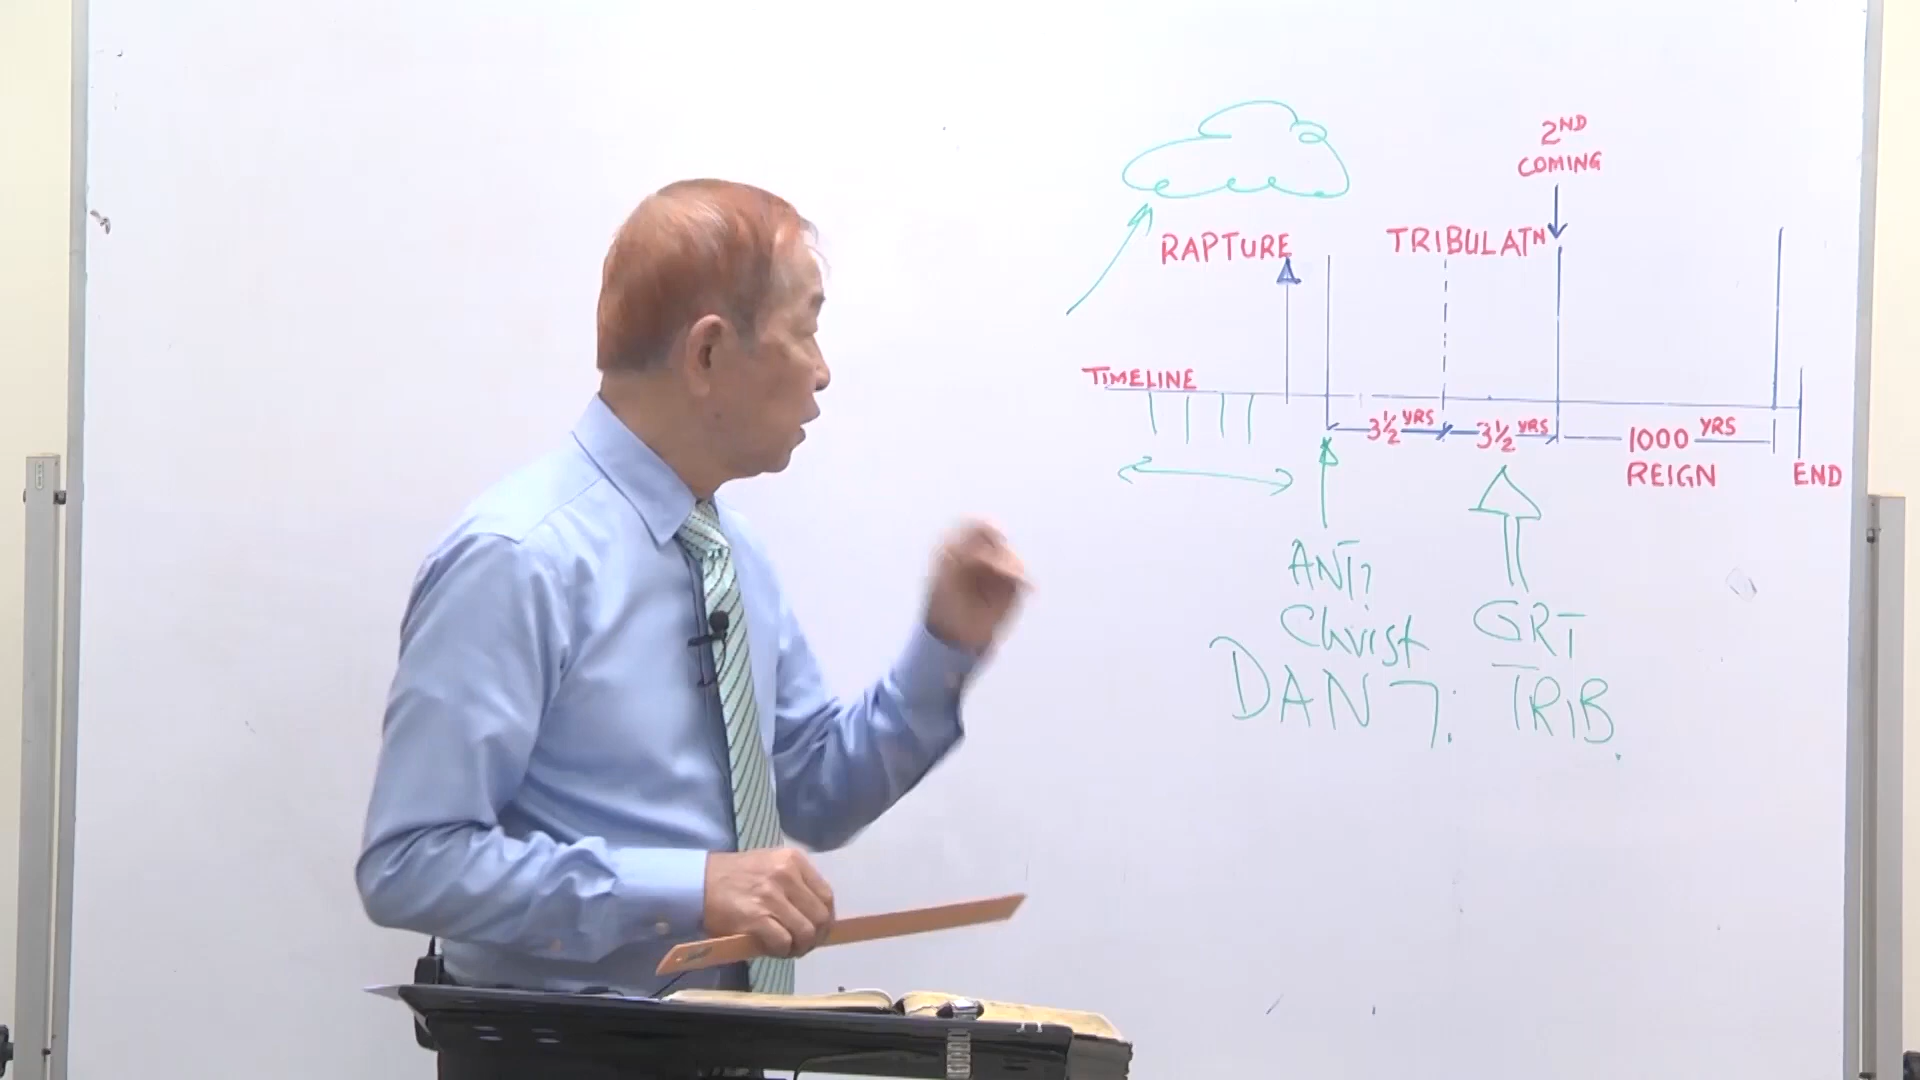 2ND
COMING
RAPTURE
TRIBULATN
TIMELINE
3½ YRS
3½ YRS
1000 YRS
REIGN
END
ANTI
Christ
GRT
TRIB.
DAN 7: